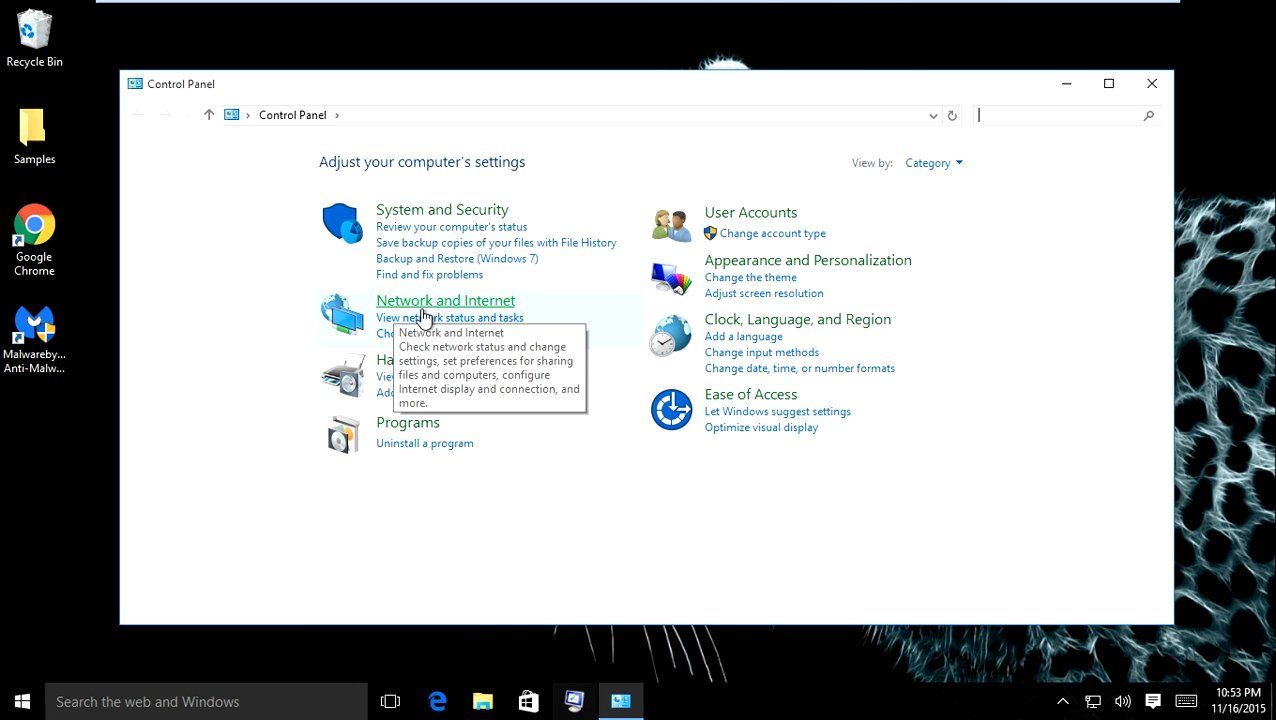 Recycle Bin
Samples
Google
Chrome
Malwareby...
Anti-Malw...
Control Panel
Control Panel
Adjust your computer's settings
View by: Category
System and Security
Review your computer's status
Save backup copies of your files with File History
Backup and Restore (Windows 7)
Find and fix problems
Network and Internet
View network status and tasks
Network and Internet
Check network status and change
settings, set preferences for sharing
files and computers, configure
Internet display and connection, and
more.
Programs
Uninstall a program
User Accounts
Change account type
Appearance and Personalization
Change the theme
Adjust screen resolution
Clock, Language, and Region
Add a language
Change input methods
Change date, time, or number formats
Ease of Access
Let Windows suggest settings
Optimize visual display
Search the web and Windows
10:53 PM
11/16/2015